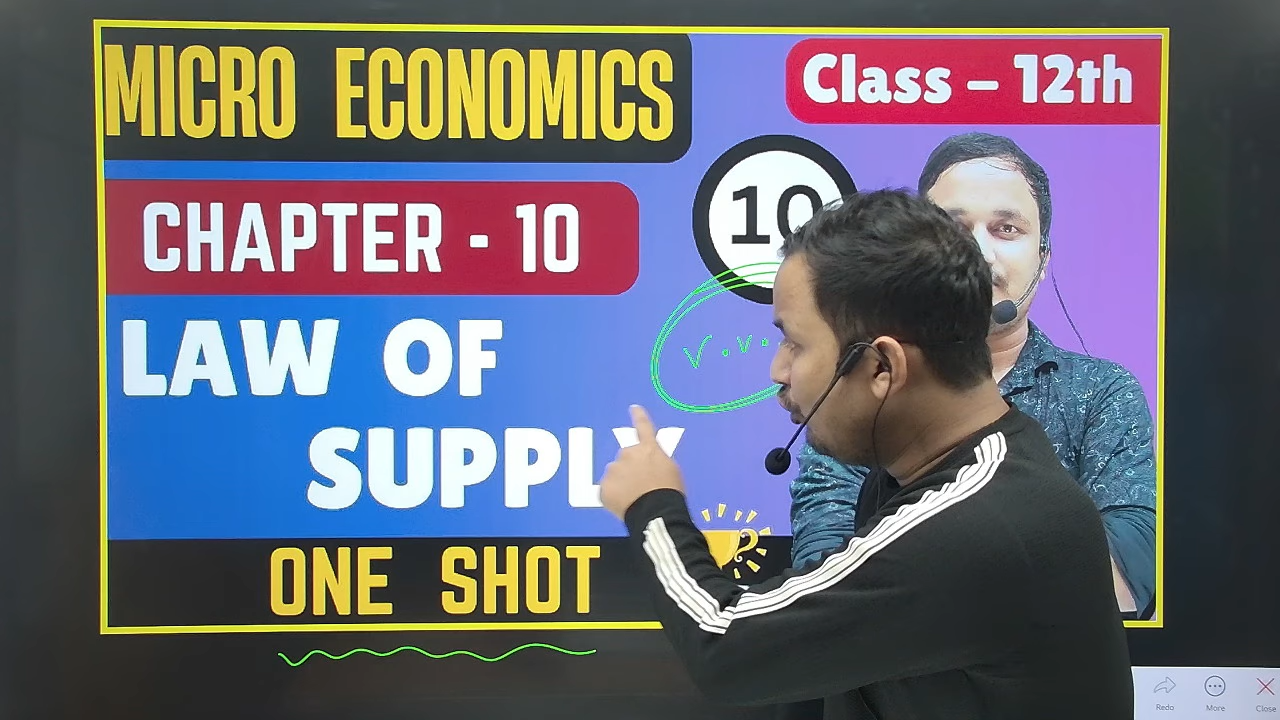 MICRO ECONOMICS
Class – 12th
CHAPTER - 10
10
LAW OF
V.V.
SUPPLY
ONE SHOT
Redo
More
Close